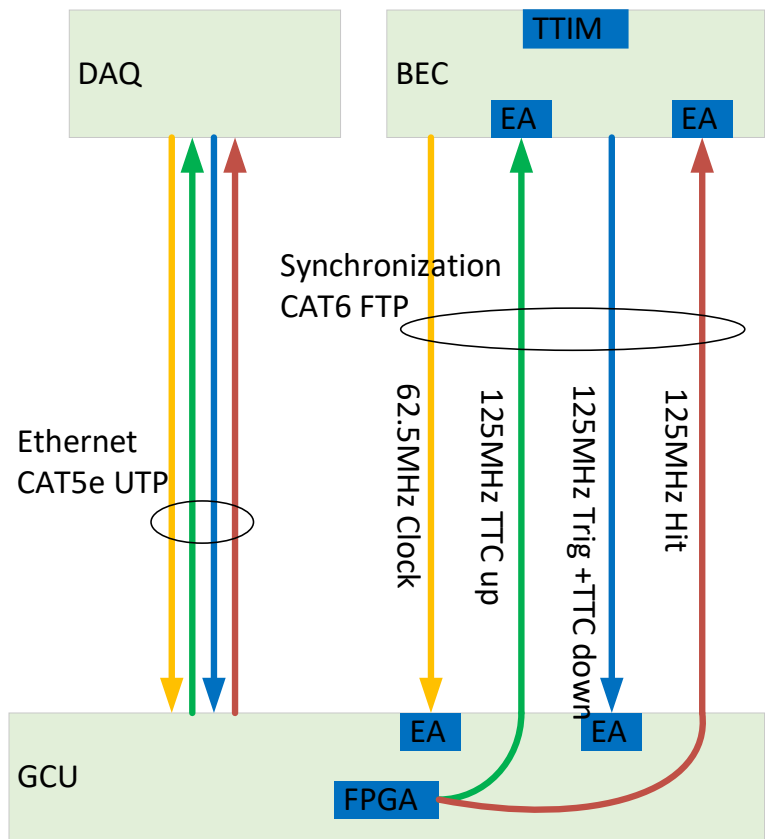 TTIM
DAQ
BEC
EA
EA
Synchronization
CAT6 FTP
Ethernet
CAT5e UTP
62.5MHz Clock
125MHz TTC up
125MHz Trig +TTC down
125MHz Hit
EA
EA
GCU
FPGA